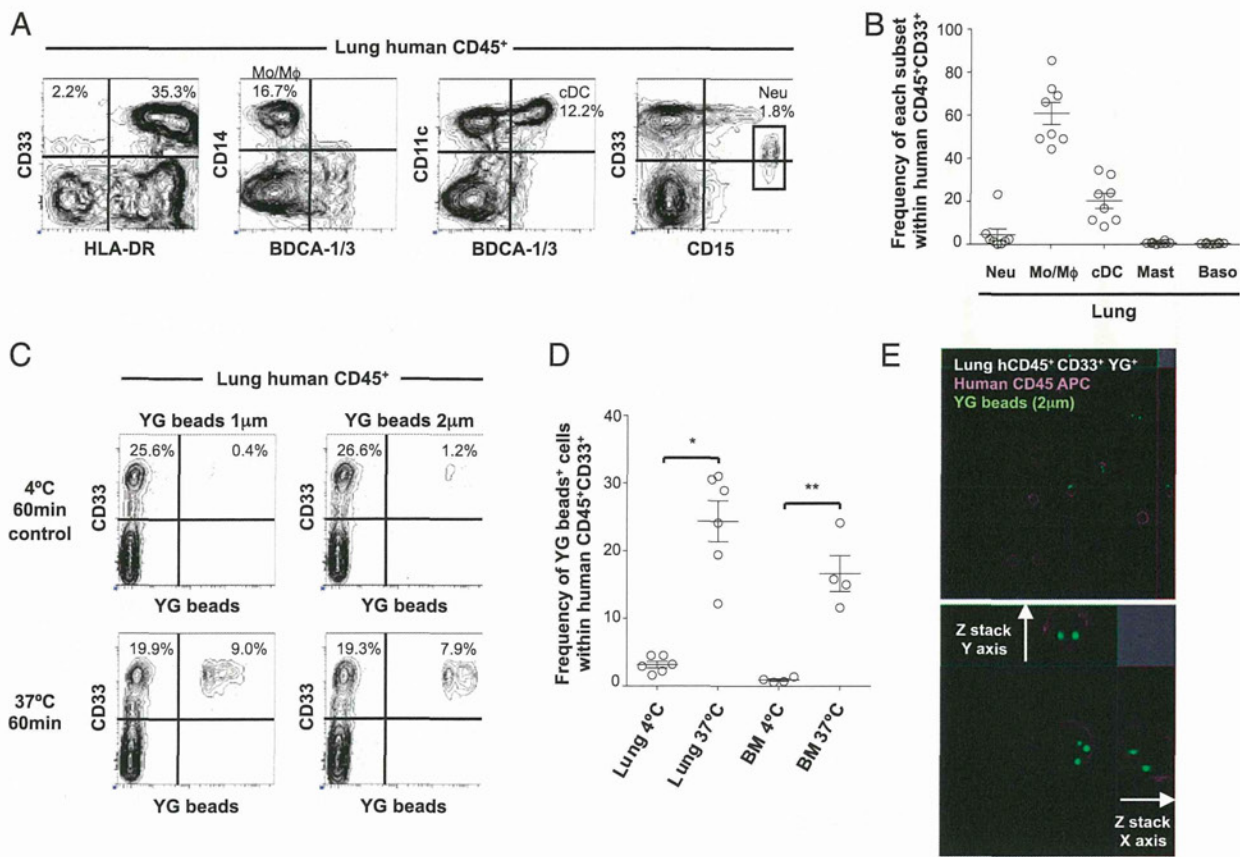 A
Lung human CD45⁺
2.2%
35.3%
CD33
HLA-DR
Mo/Mϕ
16.7%
CD14
BDCA-1/3
cDC
12.2%
CD11c
BDCA-1/3
Neu
1.8%
CD33
CD15
B
Frequency of each subset
within human CD45⁺CD33⁺
100
80
60
40
20
0
Neu Mo/Mϕ cDC Mast Baso
Lung
C
Lung human CD45⁺
YG beads 1μm
YG beads 2μm
4ºC
60min
control
25.6% 0.4%
CD33
YG beads
26.6% 1.2%
CD33
YG beads
37ºC
60min
19.9% 9.0%
CD33
YG beads
19.3% 7.9%
CD33
YG beads
D
Frequency of YG beads⁺ cells
within human CD45⁺CD33⁺
40
30
20
10
0
*
**
Lung 4ºC
Lung 37ºC
BM 4ºC
BM 37ºC
E
Lung hCD45⁺ CD33⁺ YG⁺
Human CD45 APC
YG beads (2μm)
Z stack
Y axis
Z stack
X axis